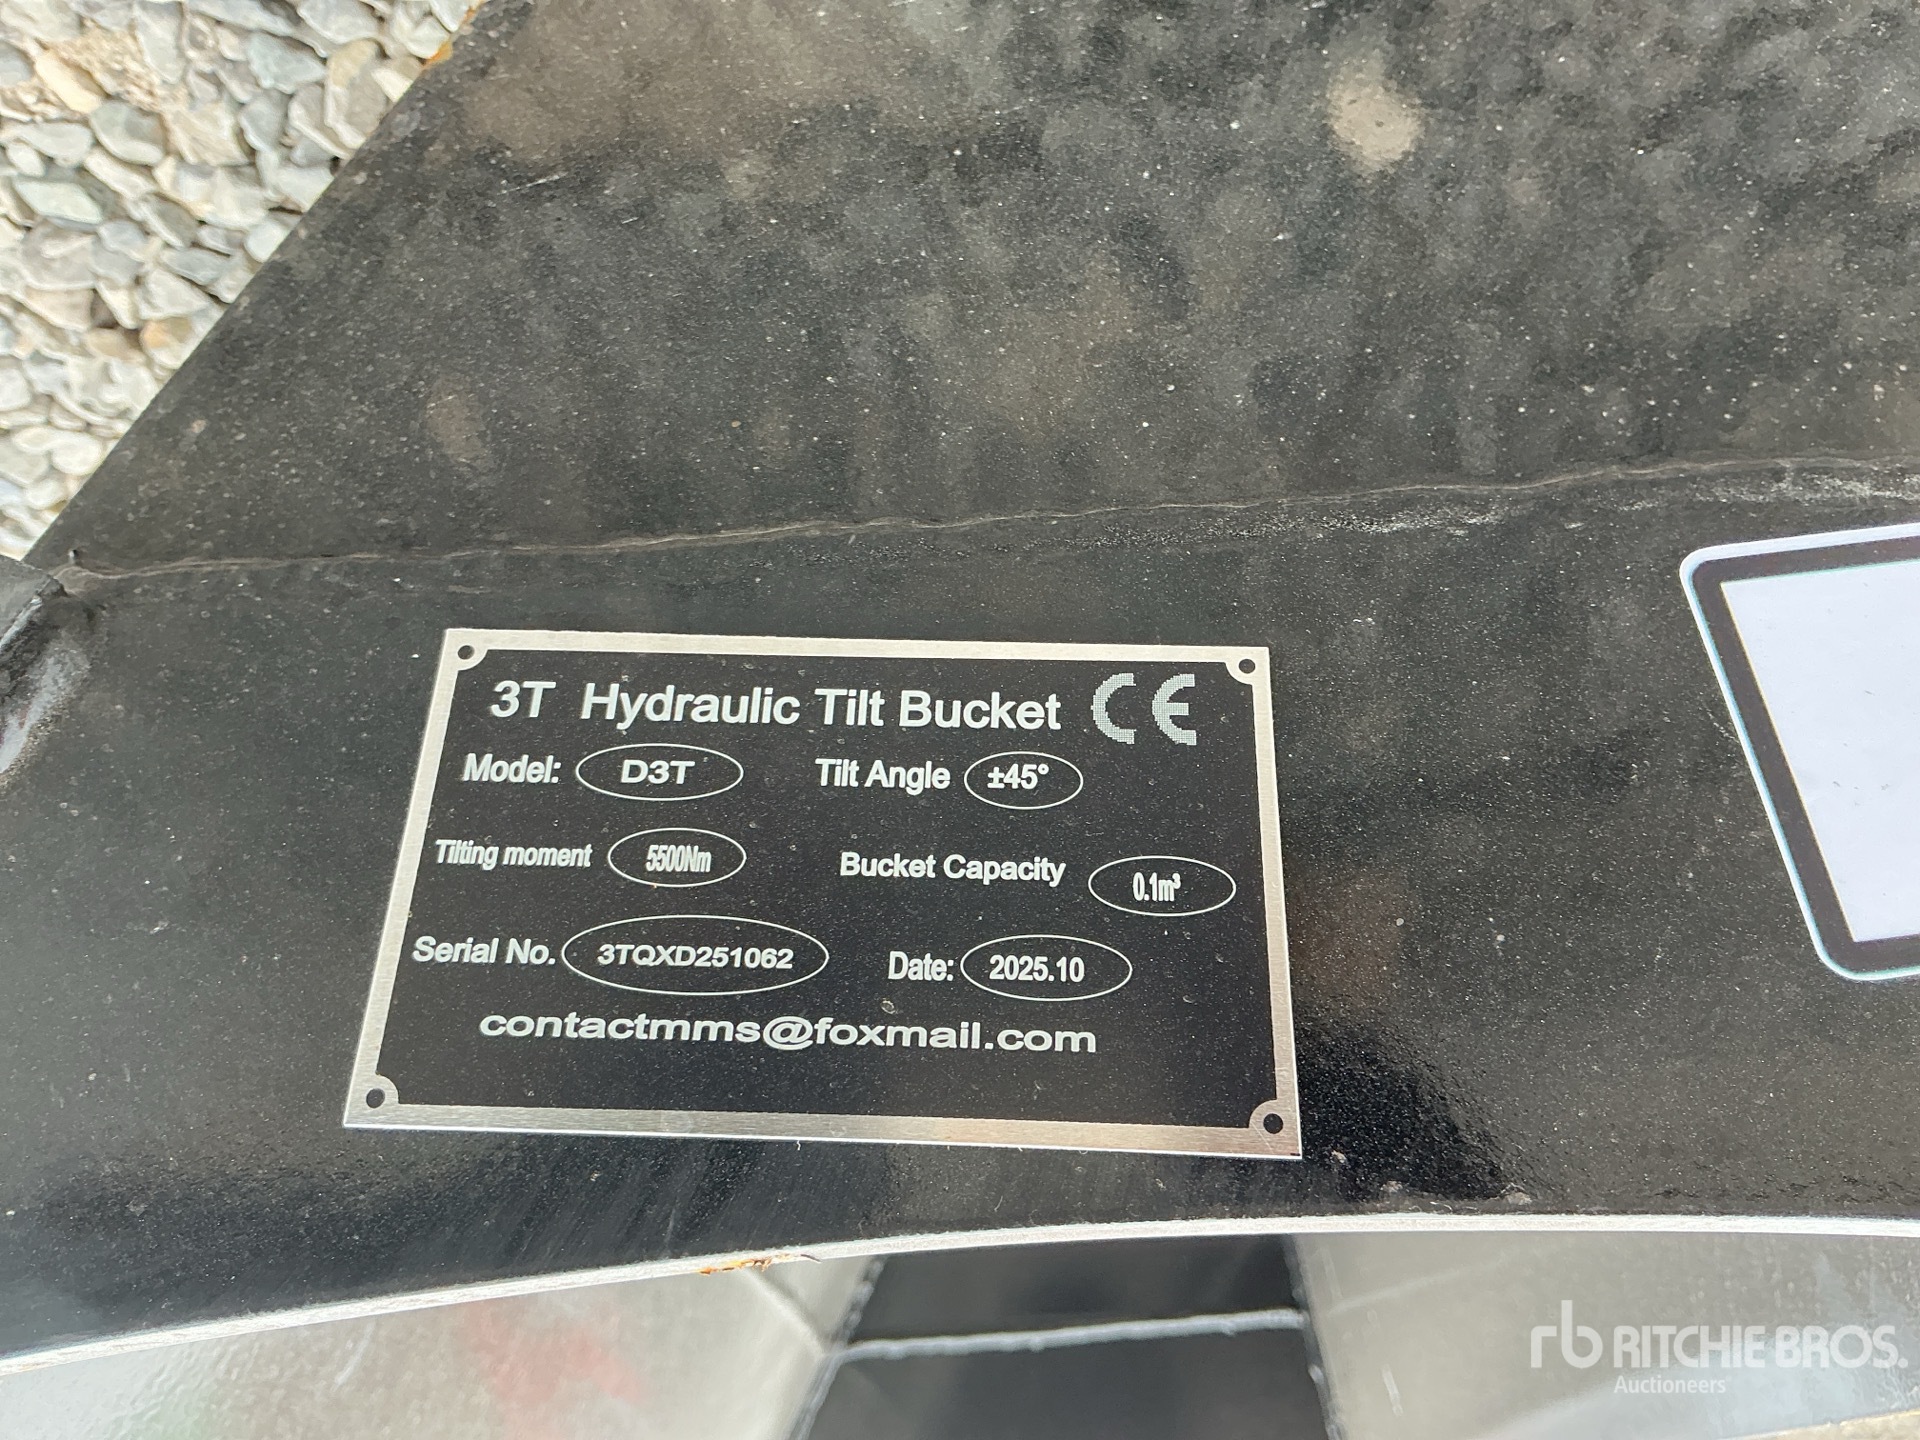 3T Hydraulic Tilt Bucket CE
Model: D3T Tilt Angle ±45°
Tilting moment 5500Nm Bucket Capacity 0.1m³
Serial No. 3TQXD251062 Date: 2025.10
contactmms@foxmail.com
rb RITCHIE BROS.
Auctioneers